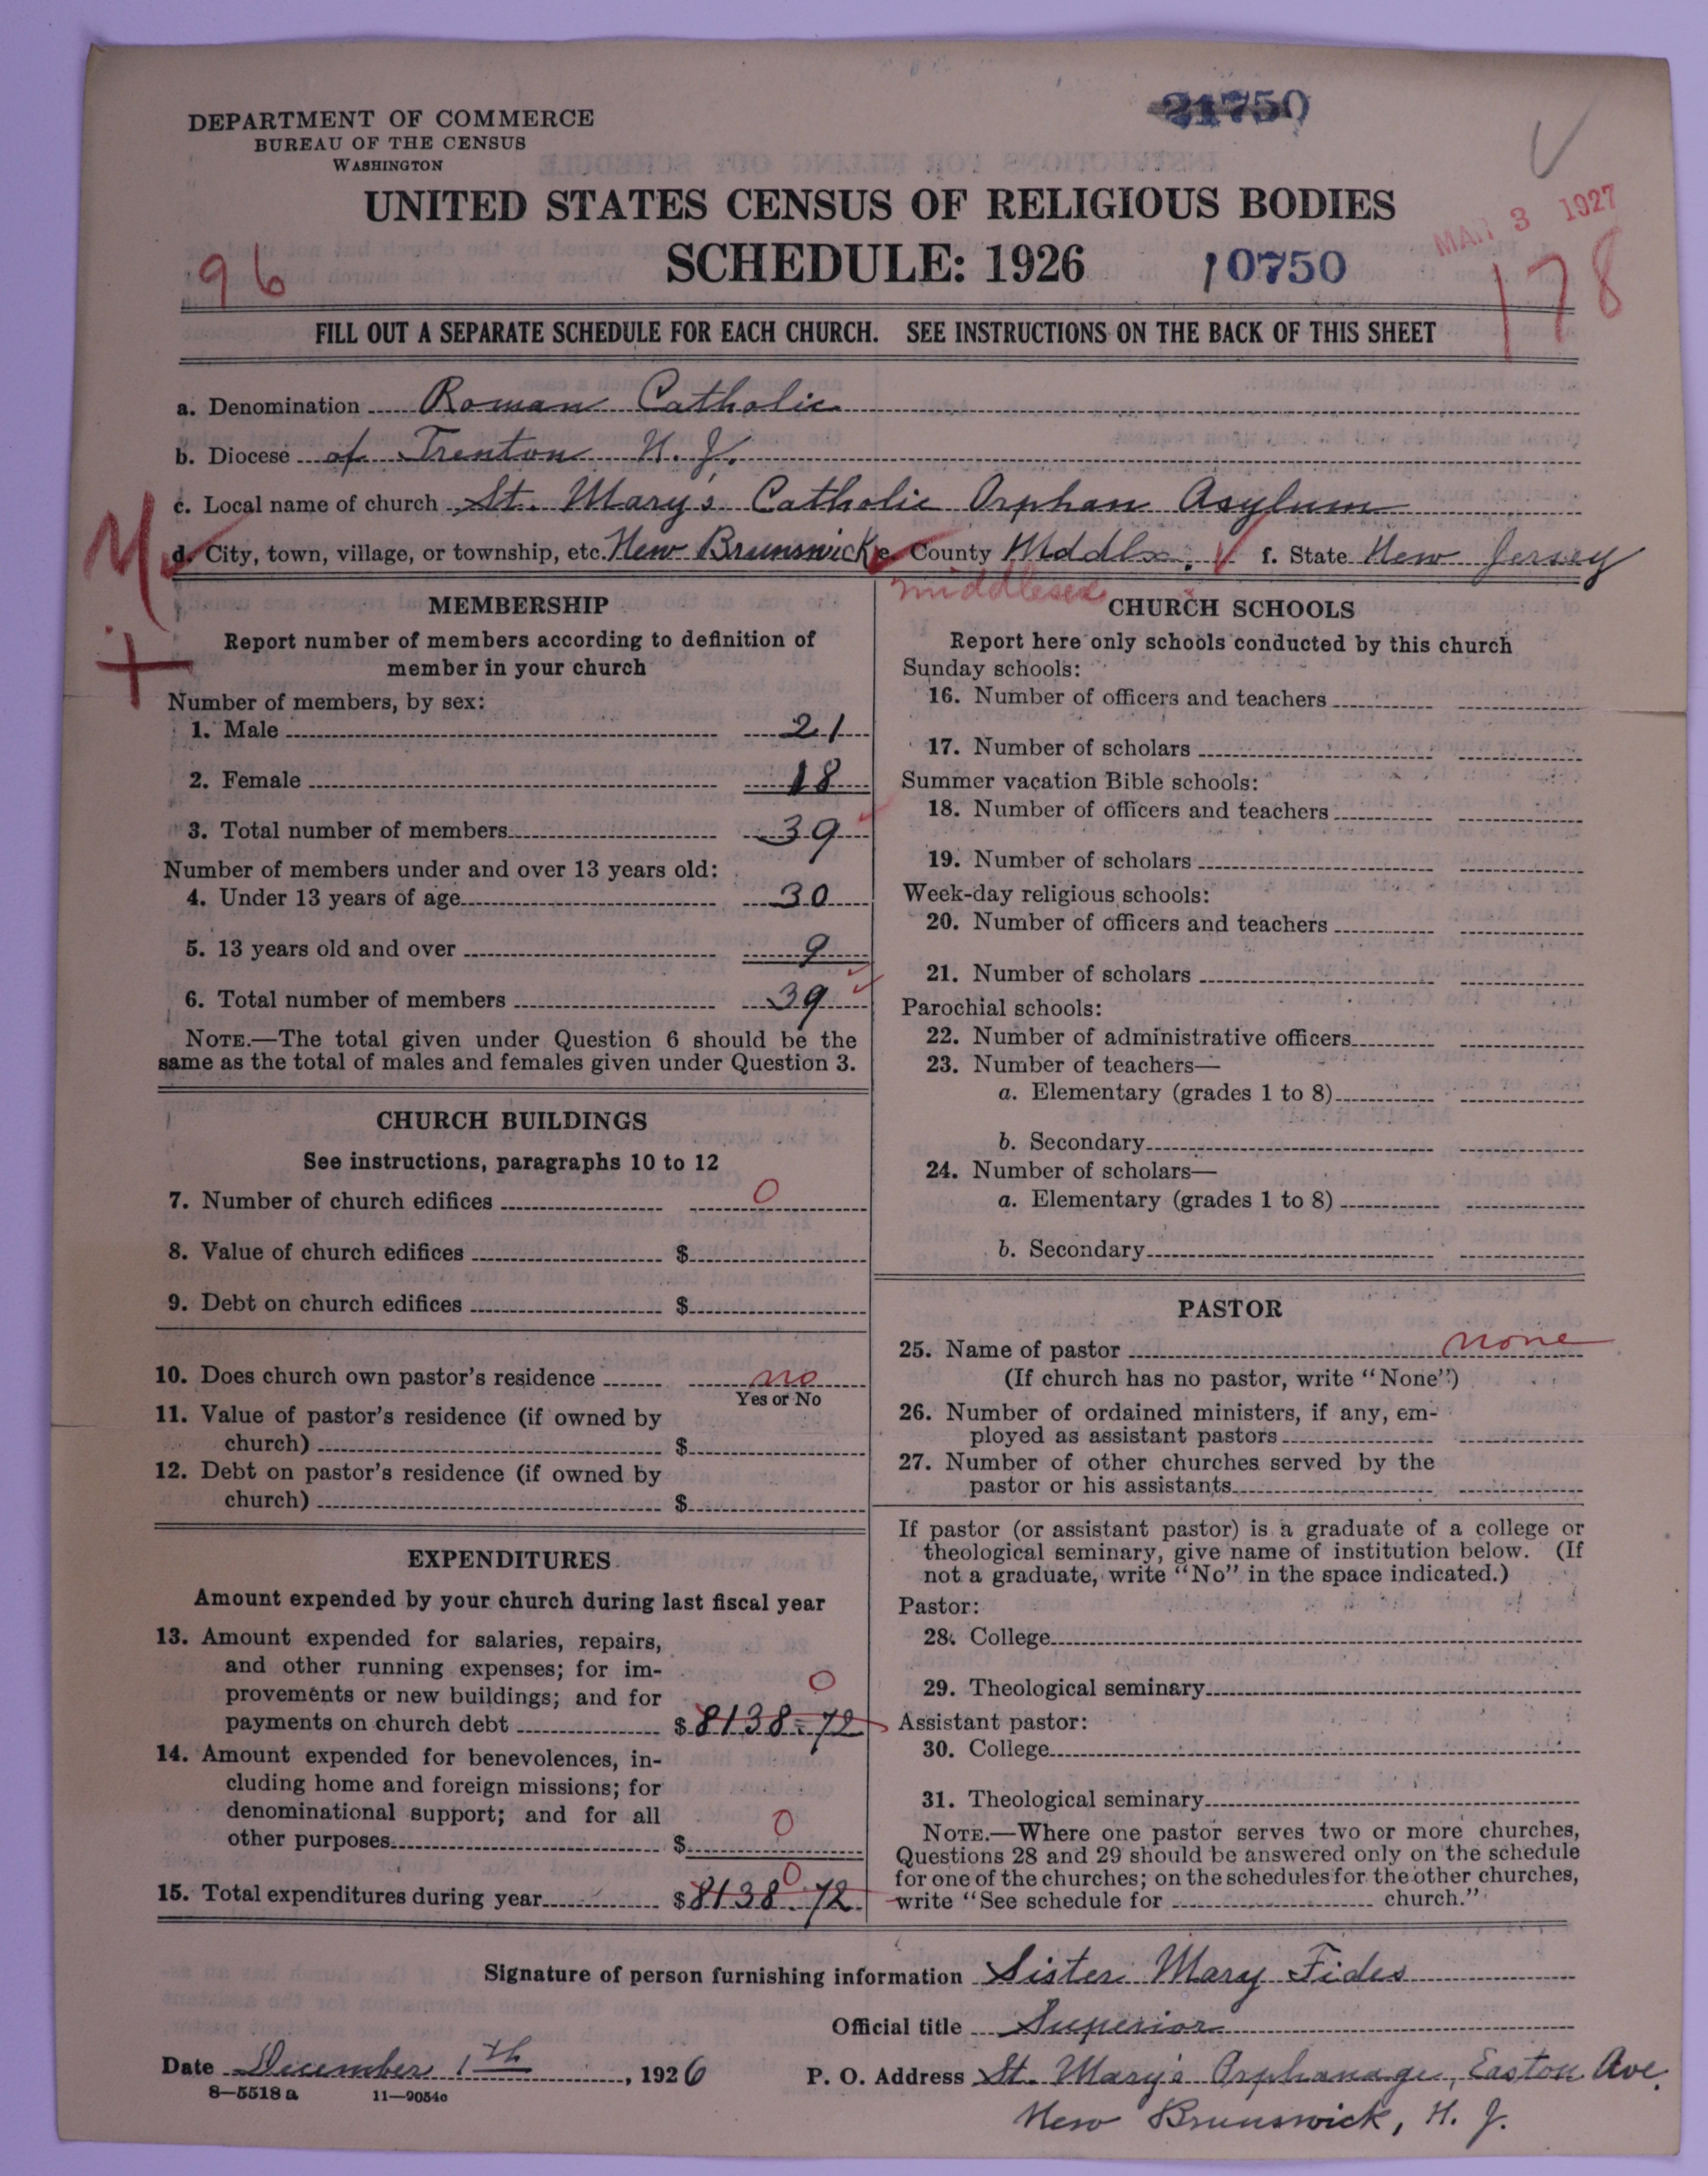 21750
DEPARTMENT OF COMMERCE
BUREAU OF THE CENSUS
WASHINGTON
UNITED STATES CENSUS OF RELIGIOUS BODIES
MAR 3 1927
96
SCHEDULE: 1926
10750
178
FILL OUT A SEPARATE SCHEDULE FOR EACH CHURCH. SEE INSTRUCTIONS ON THE BACK OF THIS SHEET
a. Denomination Roman Catholic
b. Diocese of Trenton N. J.
c. Local name of church St. Mary's Catholic Orphan Asylum
d. City, town, village, or township, etc. New Brunswick e. County Middlx. f. State New Jersey
Middlesex
MEMBERSHIP
Report number of members according to definition of
member in your church
Number of members, by sex:
1. Male 21
2. Female 18
3. Total number of members 39
Number of members under and over 13 years old:
4. Under 13 years of age 30
5. 13 years old and over 9
6. Total number of members 39
NOTE.—The total given under Question 6 should be the
same as the total of males and females given under Question 3.
CHURCH BUILDINGS
See instructions, paragraphs 10 to 12
7. Number of church edifices 0
8. Value of church edifices $
9. Debt on church edifices $
10. Does church own pastor's residence no
Yes or No
11. Value of pastor's residence (if owned by
church) $
12. Debt on pastor's residence (if owned by
church) $
EXPENDITURES
Amount expended by your church during last fiscal year
13. Amount expended for salaries, repairs,
and other running expenses; for im-
provements or new buildings; and for 0
payments on church debt $8138.72
14. Amount expended for benevolences, in-
cluding home and foreign missions; for
denominational support; and for all
other purposes $ 0
0
15. Total expenditures during year $8138.72
CHURCH SCHOOLS
Report here only schools conducted by this church
Sunday schools:
16. Number of officers and teachers
17. Number of scholars
Summer vacation Bible schools:
18. Number of officers and teachers
19. Number of scholars
Week-day religious schools:
20. Number of officers and teachers
21. Number of scholars
Parochial schools:
22. Number of administrative officers
23. Number of teachers—
a. Elementary (grades 1 to 8)
b. Secondary
24. Number of scholars—
a. Elementary (grades 1 to 8)
b. Secondary
PASTOR
25. Name of pastor none
(If church has no pastor, write "None")
26. Number of ordained ministers, if any, em-
ployed as assistant pastors
27. Number of other churches served by the
pastor or his assistants
If pastor (or assistant pastor) is a graduate of a college or
theological seminary, give name of institution below. (If
not a graduate, write "No" in the space indicated.)
Pastor:
28. College
29. Theological seminary
Assistant pastor:
30. College
31. Theological seminary
NOTE.—Where one pastor serves two or more churches,
Questions 28 and 29 should be answered only on the schedule
for one of the churches; on the schedules for the other churches,
write "See schedule for church."
Signature of person furnishing information Sister Mary Fides
Official title Superior
Date December 1th, 1926 P. O. Address St. Mary's Orphanage, Easton Ave.
8—5518 a 11—9054c
New Brunswick, N. J.